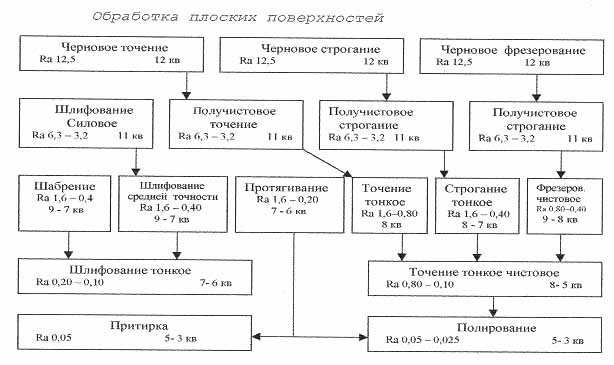 Обработка плоских поверхностей
Черновое точение
Ra 12,5 12 кв
Черновое строгание
Ra 12,5 12 кв
Черновое фрезерование
Ra 12,5 12 кв
Шлифование
Силовое
Ra 6,3 – 3,2 11 кв
Получистовое
точение
Ra 6,3 – 3,2 11 кв
Получистовое
строгание
Ra 6,3 – 3,2 11 кв
Получистовое
строгание
Ra 6,3 – 3,2 11 кв
Шабрение
Ra 1,6 – 0,4
9 - 7 кв
Шлифование
средней точности
Ra 1,6 – 0,40
9 – 7 кв
Протягивание
Ra 1,6 – 0,20
7 – 6 кв
Точение
тонкое
Ra 1,6–0,80
8 кв
Строгание
тонкое
Ra 1,6 – 0,40
8 - 7 кв
Фрезеров.
чистовое
Ra 0,80–0,40
9 – 8 кв
Шлифование тонкое
Ra 0,20 – 0,10 7- 6 кв
Точение тонкое чистовое
Ra 0,80 – 0,10 8- 5 кв
Притирка
Ra 0,05 5- 3 кв
Полирование
Ra 0,05 – 0,025 5- 3 кв